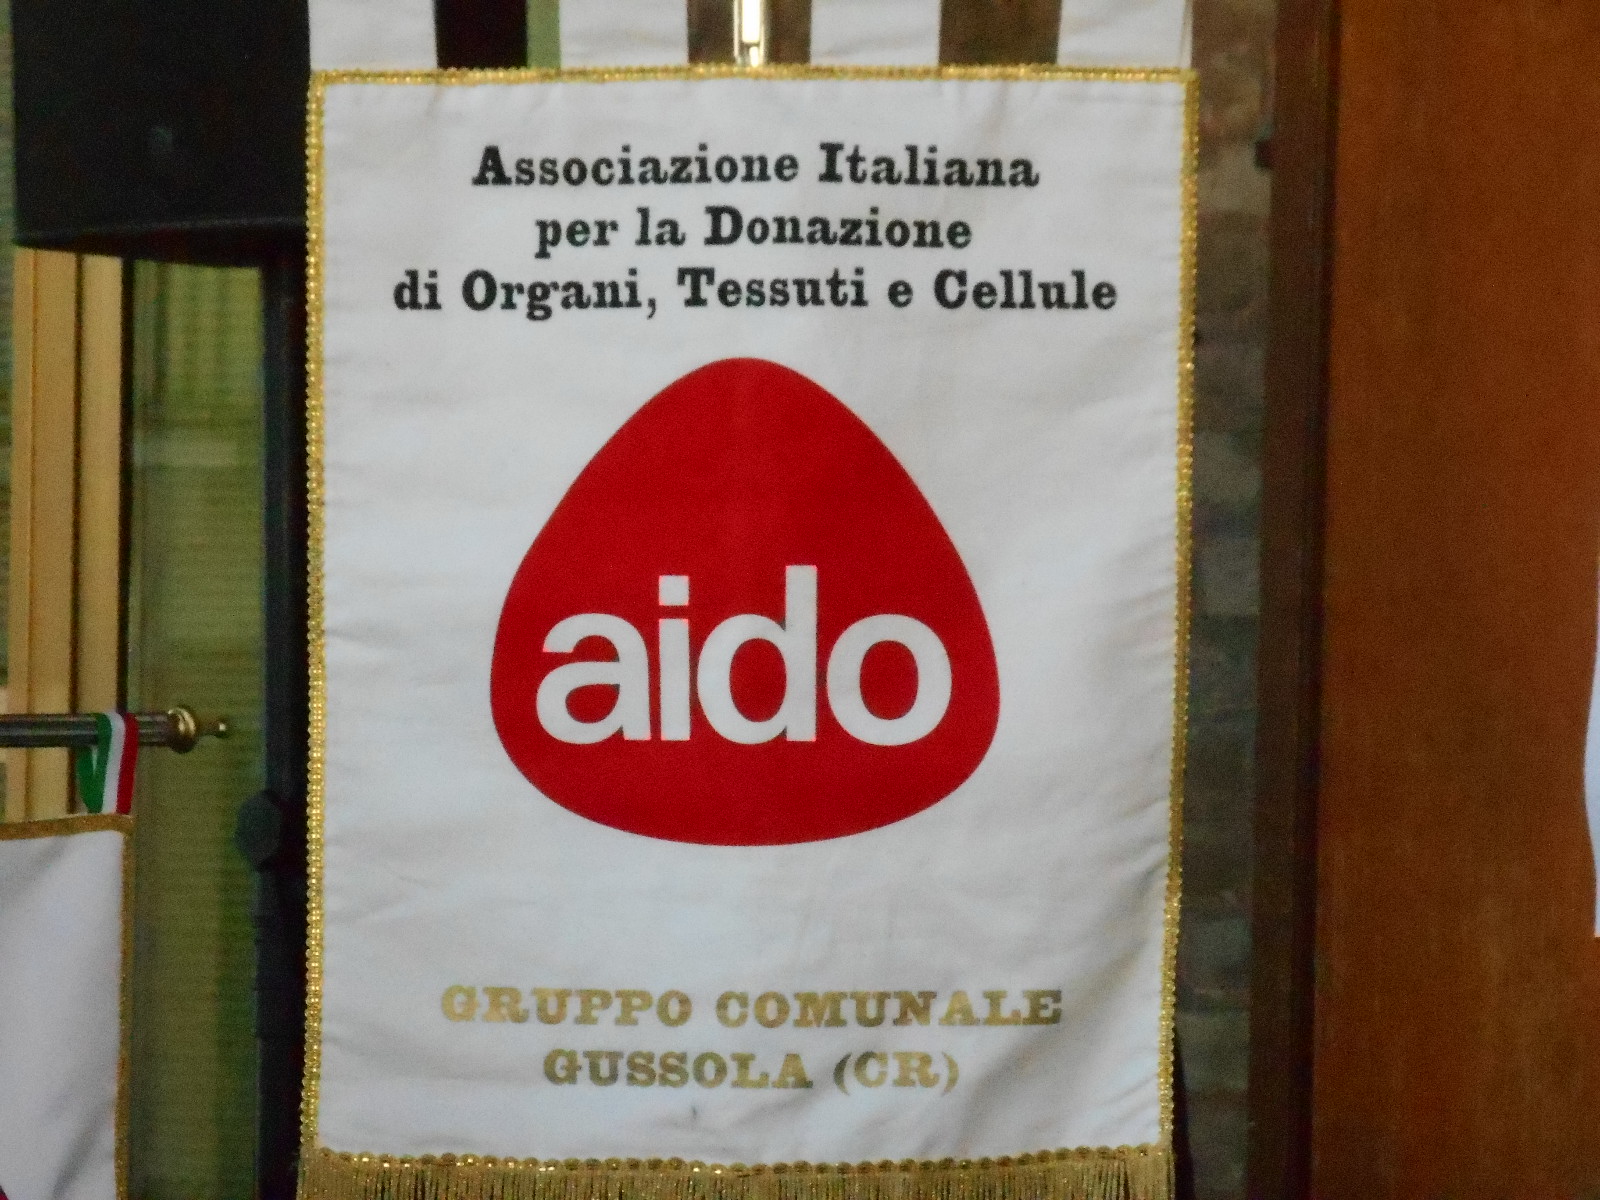 Associazione Italiana
per la Donazione
di Organi, Tessuti e Cellule
aido
GRUPPO COMUNALE
GUSSOLA (CR)